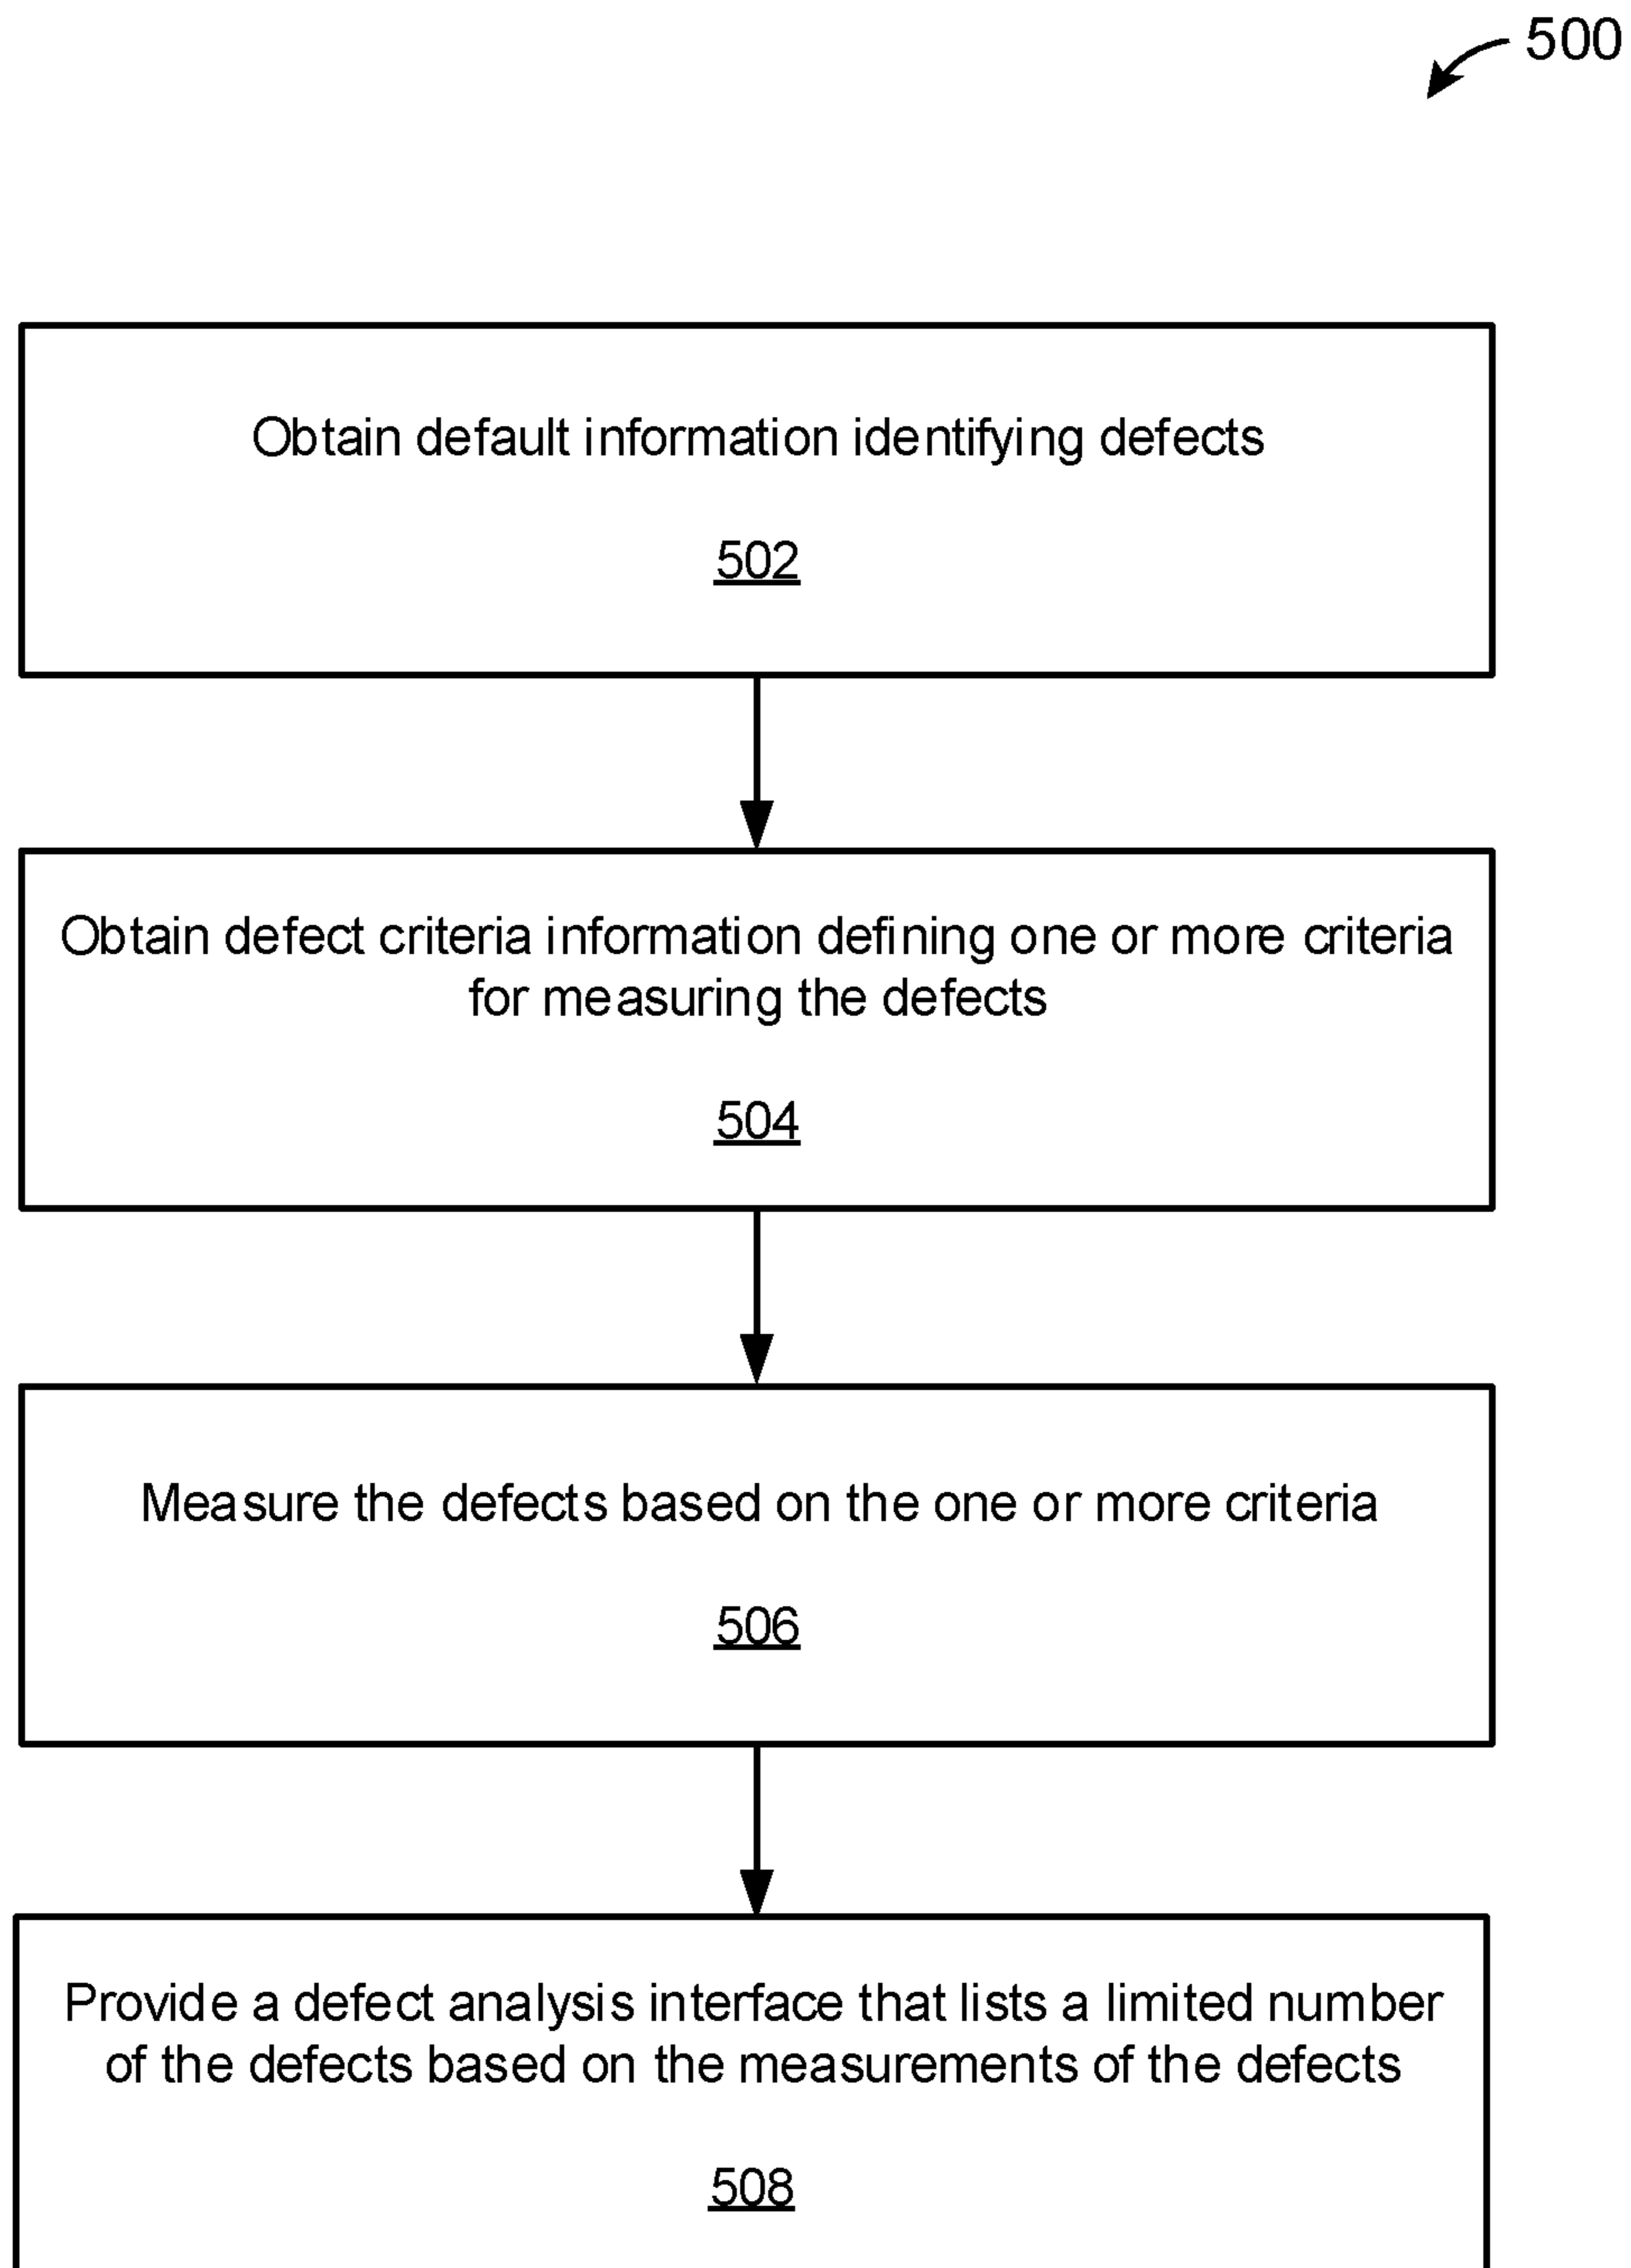 500
Obtain default information identifying defects
502
Obtain defect criteria information defining one or more criteria
for measuring the defects
504
Measure the defects based on the one or more criteria
506
Provide a defect analysis interface that lists a limited number
of the defects based on the measurements of the defects
508